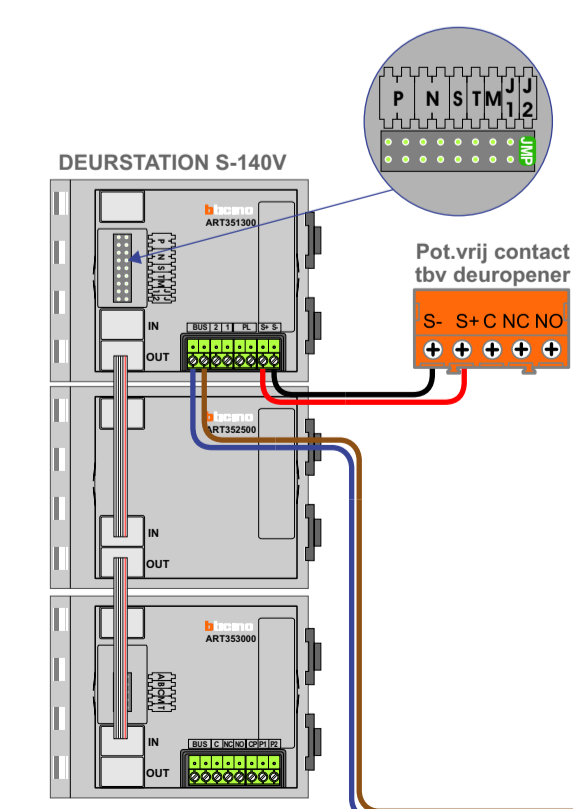 P N S T M J1 J2
JMP
DEURSTATION S-140V
bticino
ART351300
P N S T M J1 J2
IN
OUT
BUS 2 1 PL S+ S-
Pot.vrij contact
tbv deuropener
S- S+ C NC NO
bticino
ART352500
IN
OUT
bticino
ART353000
A B C M T
IN
OUT
BUS C NC NO CP P1 P2